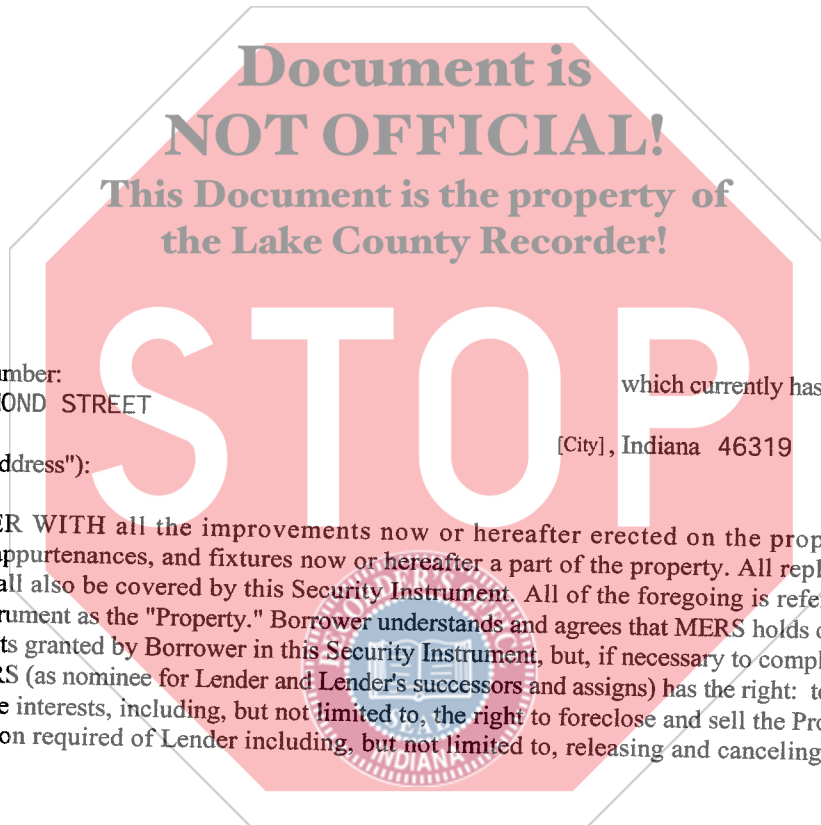 Document is
NOT OFFICIAL!
This Document is the property of
the Lake County Recorder!
STOP
mber:
which currently has
OND STREET
[City], Indiana 46319
ddress"):
ER WITH all the improvements now or hereafter erected on the prop
appurtenances, and fixtures now or hereafter a part of the property. All repl
all also be covered by this Security Instrument. All of the foregoing is refe
rument as the "Property." Borrower understands and agrees that MERS holds
ts granted by Borrower in this Security Instrument, but, if necessary to compl
RS (as nominee for Lender and Lender's successors and assigns) has the right: t
e interests, including, but not limited to, the right to foreclose and sell the Pro
on required of Lender including, but not limited to, releasing and canceling
INDIANA